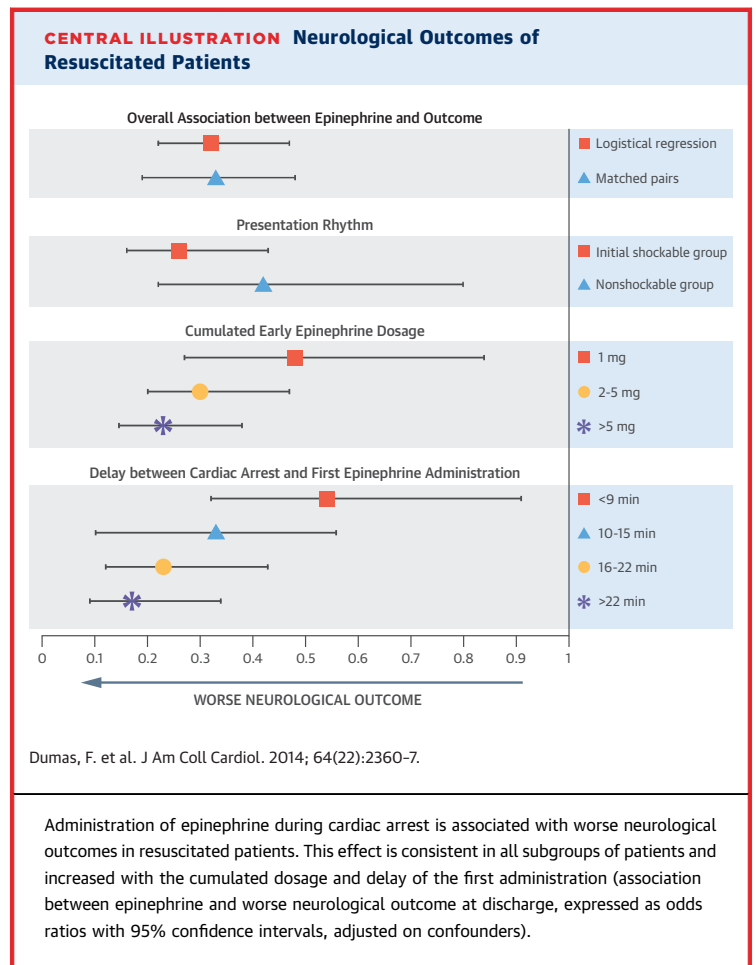 CENTRAL ILLUSTRATION Neurological Outcomes of
Resuscitated Patients
Overall Association between Epinephrine and Outcome
Logistical regression
Matched pairs
Presentation Rhythm
Initial shockable group
Nonshockable group
Cumulated Early Epinephrine Dosage
1 mg
2-5 mg
>5 mg
Delay between Cardiac Arrest and First Epinephrine Administration
<9 min
10-15 min
16-22 min
>22 min
0 0.1 0.2 0.3 0.4 0.5 0.6 0.7 0.8 0.9 1
WORSE NEUROLOGICAL OUTCOME
Dumas, F. et al. J Am Coll Cardiol. 2014; 64(22):2360-7.
Administration of epinephrine during cardiac arrest is associated with worse neurological
outcomes in resuscitated patients. This effect is consistent in all subgroups of patients and
increased with the cumulated dosage and delay of the first administration (association
between epinephrine and worse neurological outcome at discharge, expressed as odds
ratios with 95% confidence intervals, adjusted on confounders).